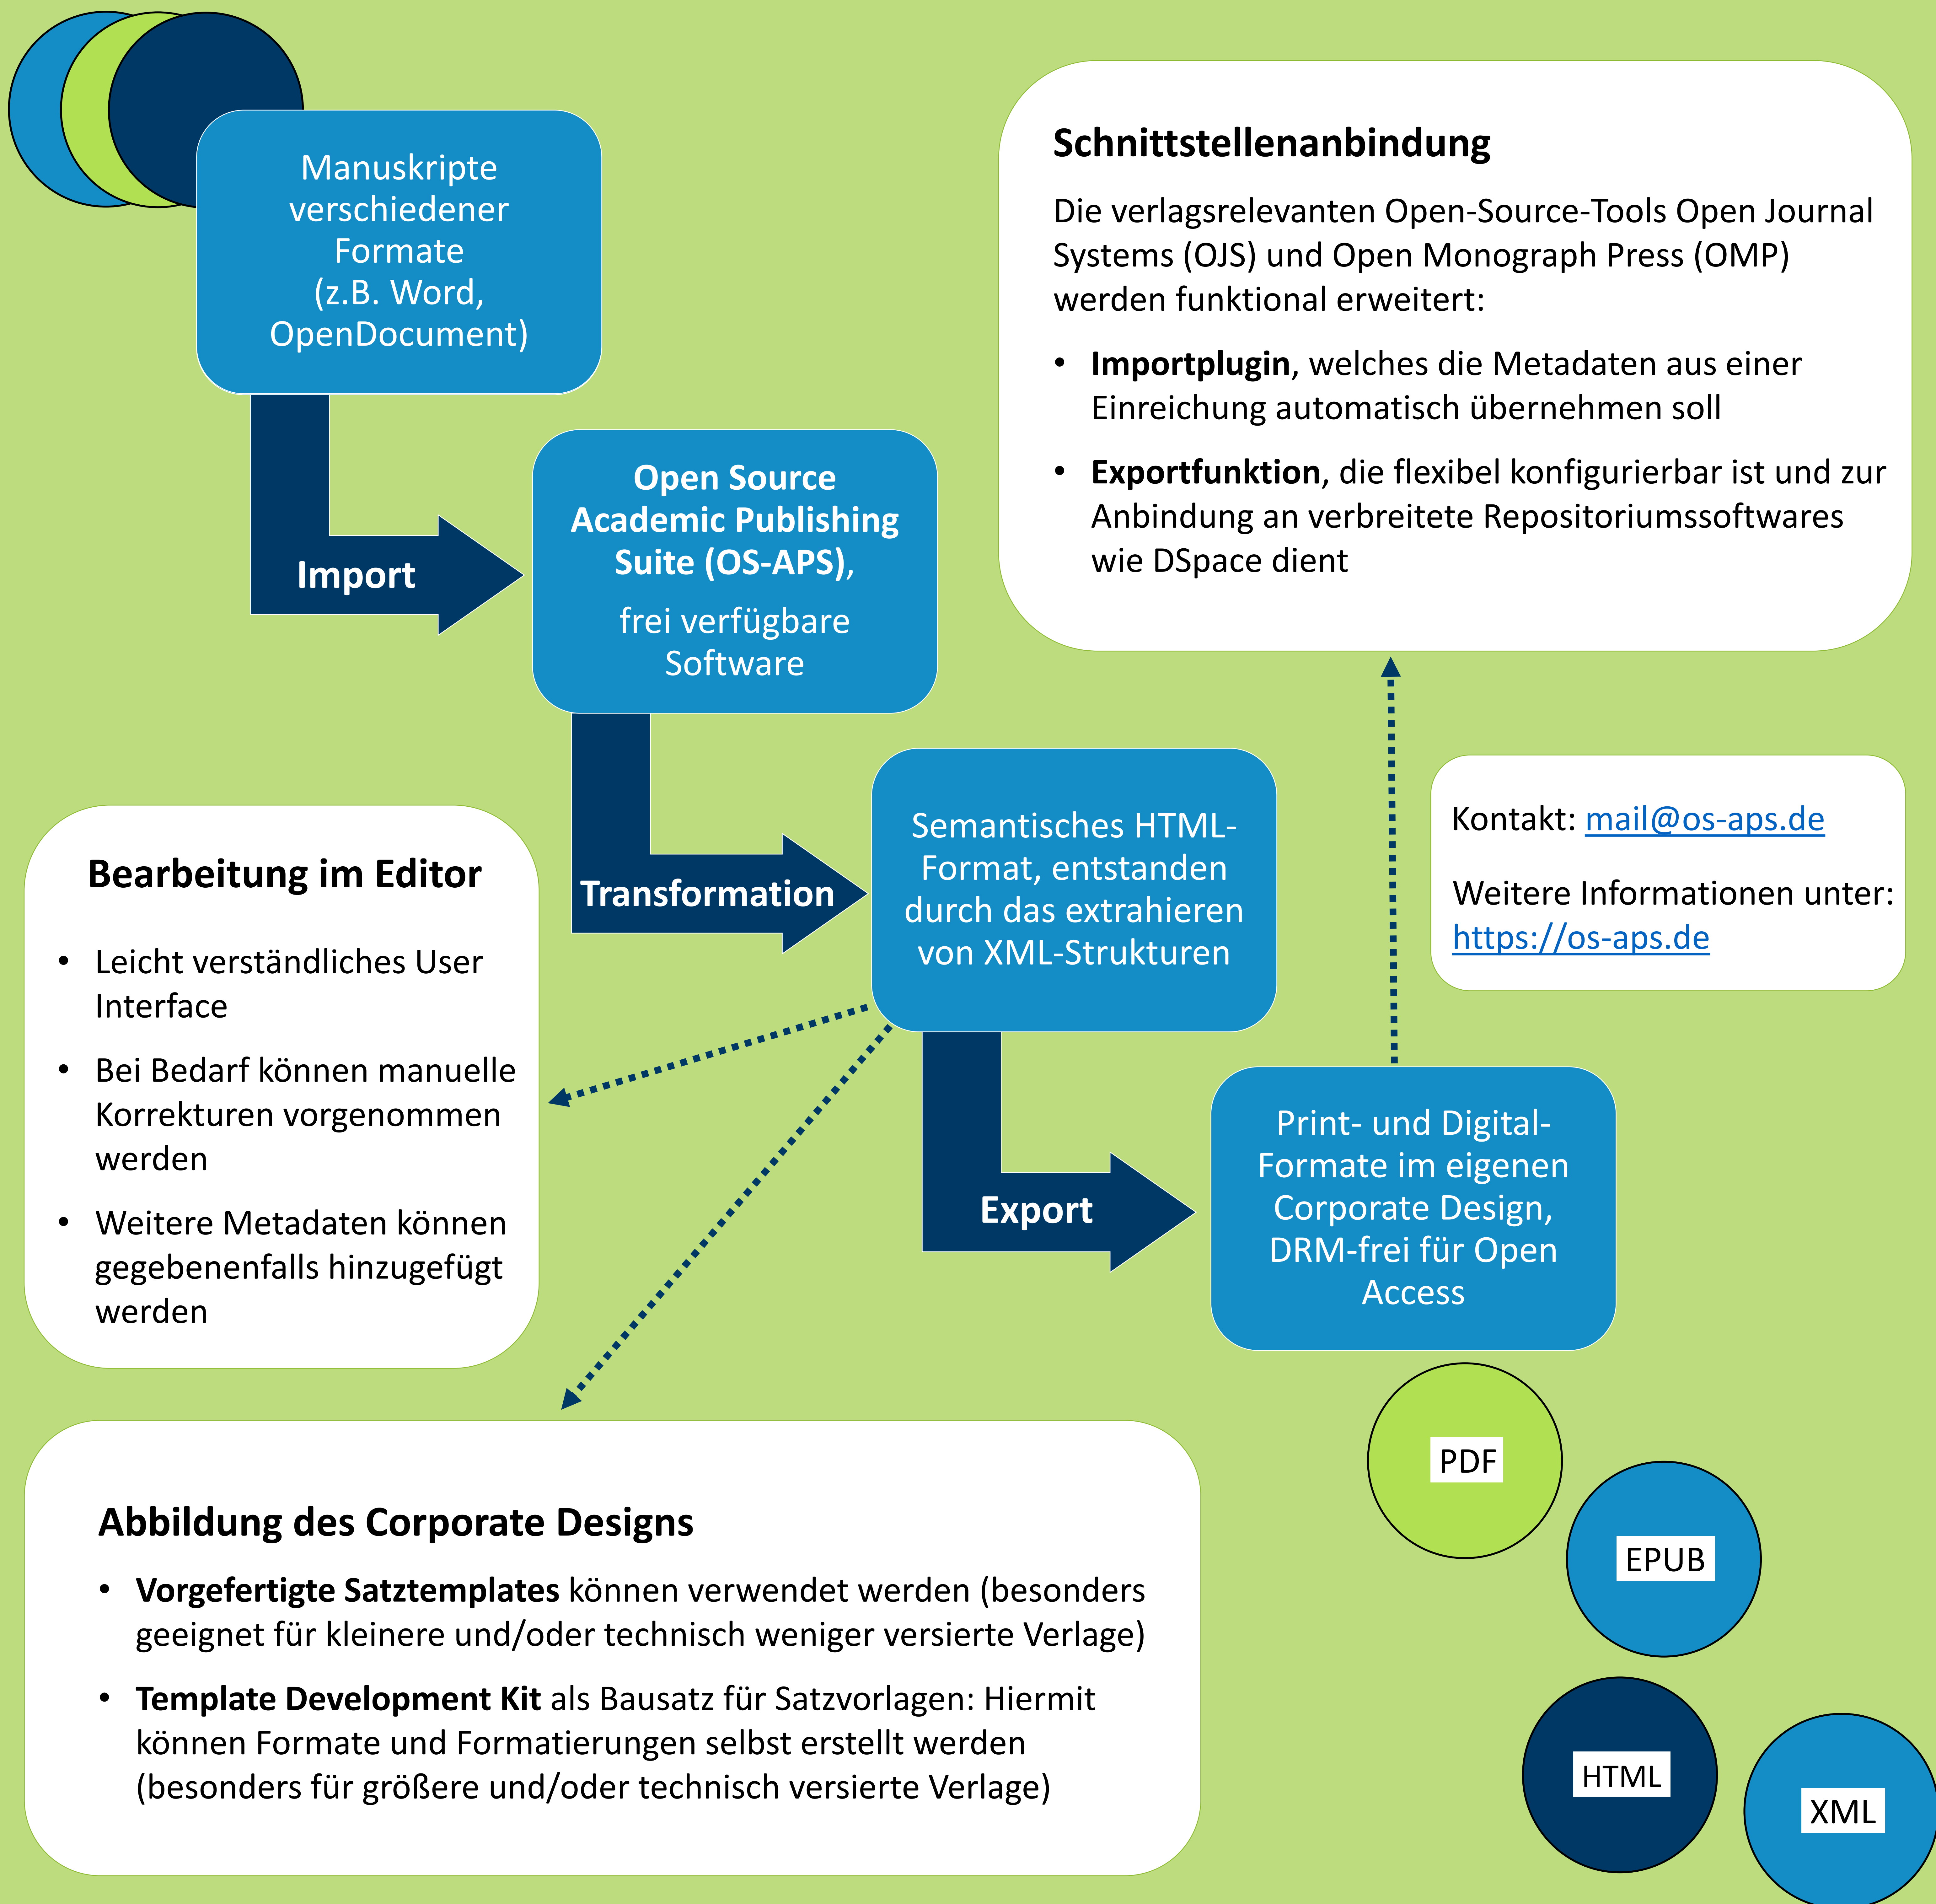 Manuskripte
verschiedener
Formate
(z.B. Word,
OpenDocument)
Import
Open Source
Academic Publishing
Suite (OS-APS),
frei verfügbare
Software
Transformation
Semantisches HTML-
Format, entstanden
durch das extrahieren
von XML-Strukturen
Export
Print- und Digital-
Formate im eigenen
Corporate Design,
DRM-frei für Open
Access
PDF
EPUB
HTML
XML
Schnittstellenanbindung
Die verlagsrelevanten Open-Source-Tools Open Journal
Systems (OJS) und Open Monograph Press (OMP)
werden funktional erweitert:
• Importplugin, welches die Metadaten aus einer
Einreichung automatisch übernehmen soll
• Exportfunktion, die flexibel konfigurierbar ist und zur
Anbindung an verbreitete Repositoriumssoftwares
wie DSpace dient
Kontakt: mail@os-aps.de
Weitere Informationen unter:
https://os-aps.de
Bearbeitung im Editor
• Leicht verständliches User
Interface
• Bei Bedarf können manuelle
Korrekturen vorgenommen
werden
• Weitere Metadaten können
gegebenenfalls hinzugefügt
werden
Abbildung des Corporate Designs
• Vorgefertigte Satztemplates können verwendet werden (besonders
geeignet für kleinere und/oder technisch weniger versierte Verlage)
• Template Development Kit als Bausatz für Satzvorlagen: Hiermit
können Formate und Formatierungen selbst erstellt werden
(besonders für größere und/oder technisch versierte Verlage)